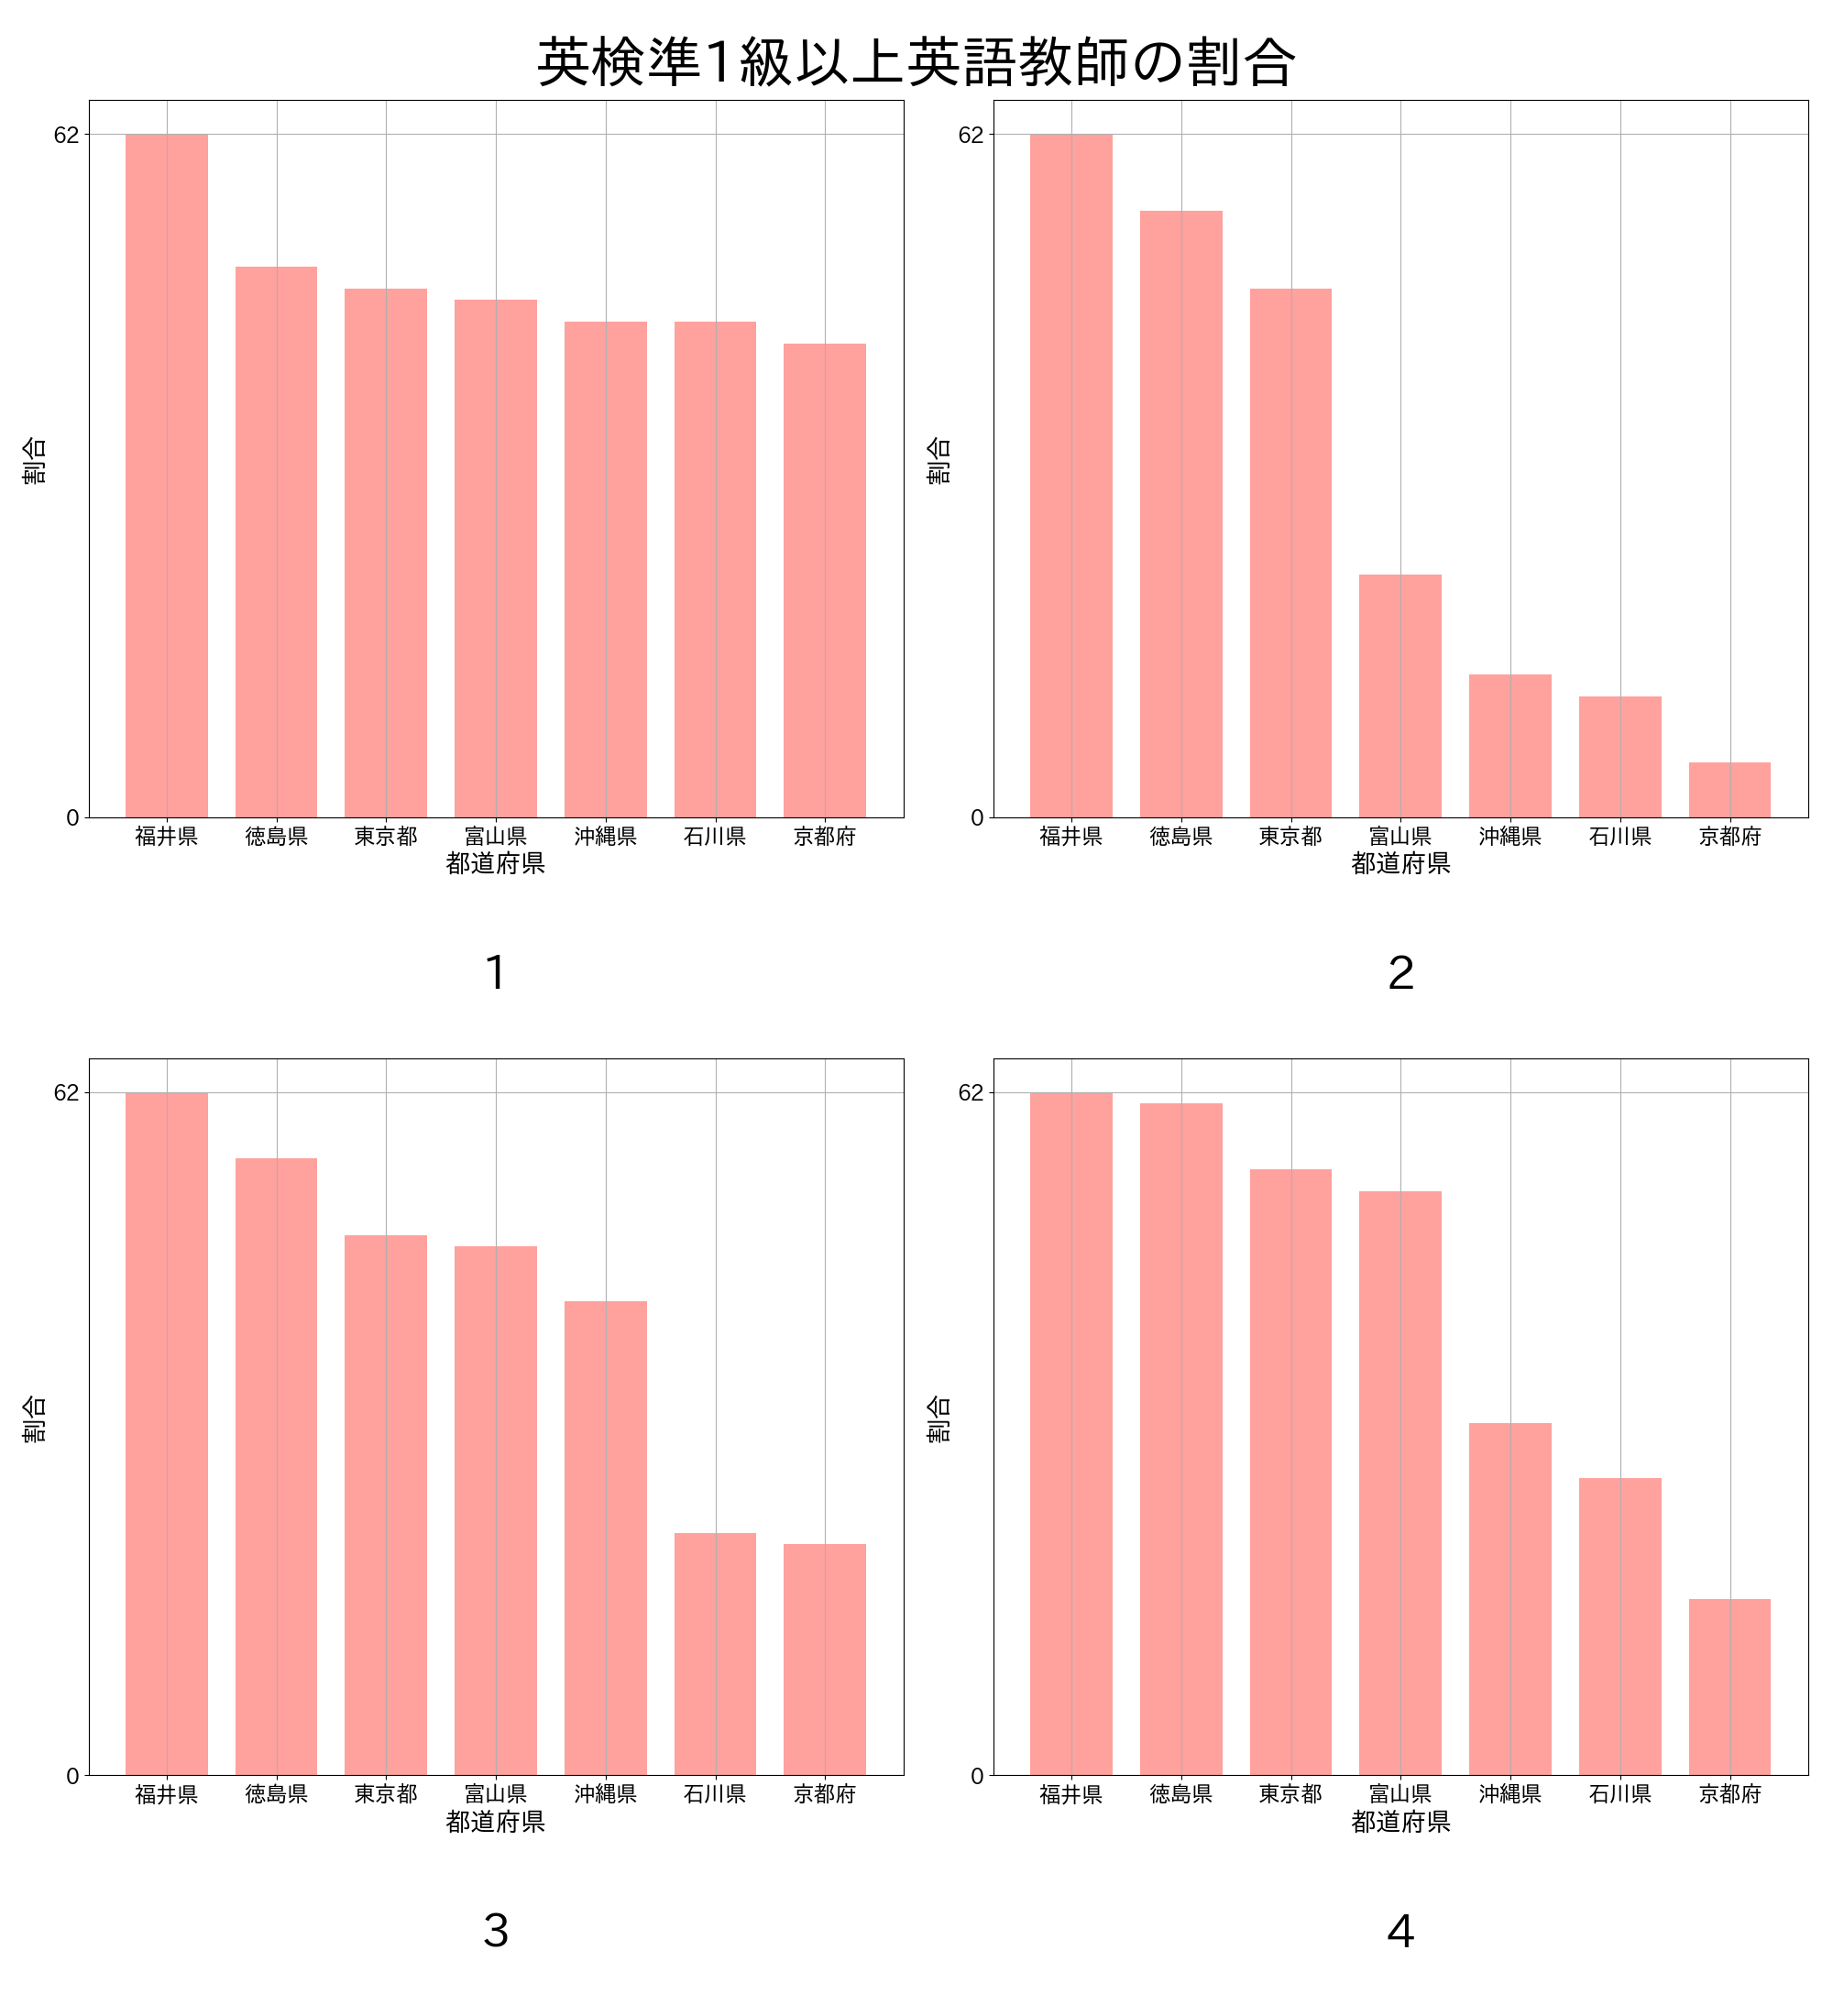 英検準1級以上英語教師の割合
62
0
割合
福井県 徳島県 東京都 富山県 沖縄県 石川県 京都府
都道府県
1
62
0
割合
福井県 徳島県 東京都 富山県 沖縄県 石川県 京都府
都道府県
2
62
0
割合
福井県 徳島県 東京都 富山県 沖縄県 石川県 京都府
都道府県
3
62
0
割合
福井県 徳島県 東京都 富山県 沖縄県 石川県 京都府
都道府県
4